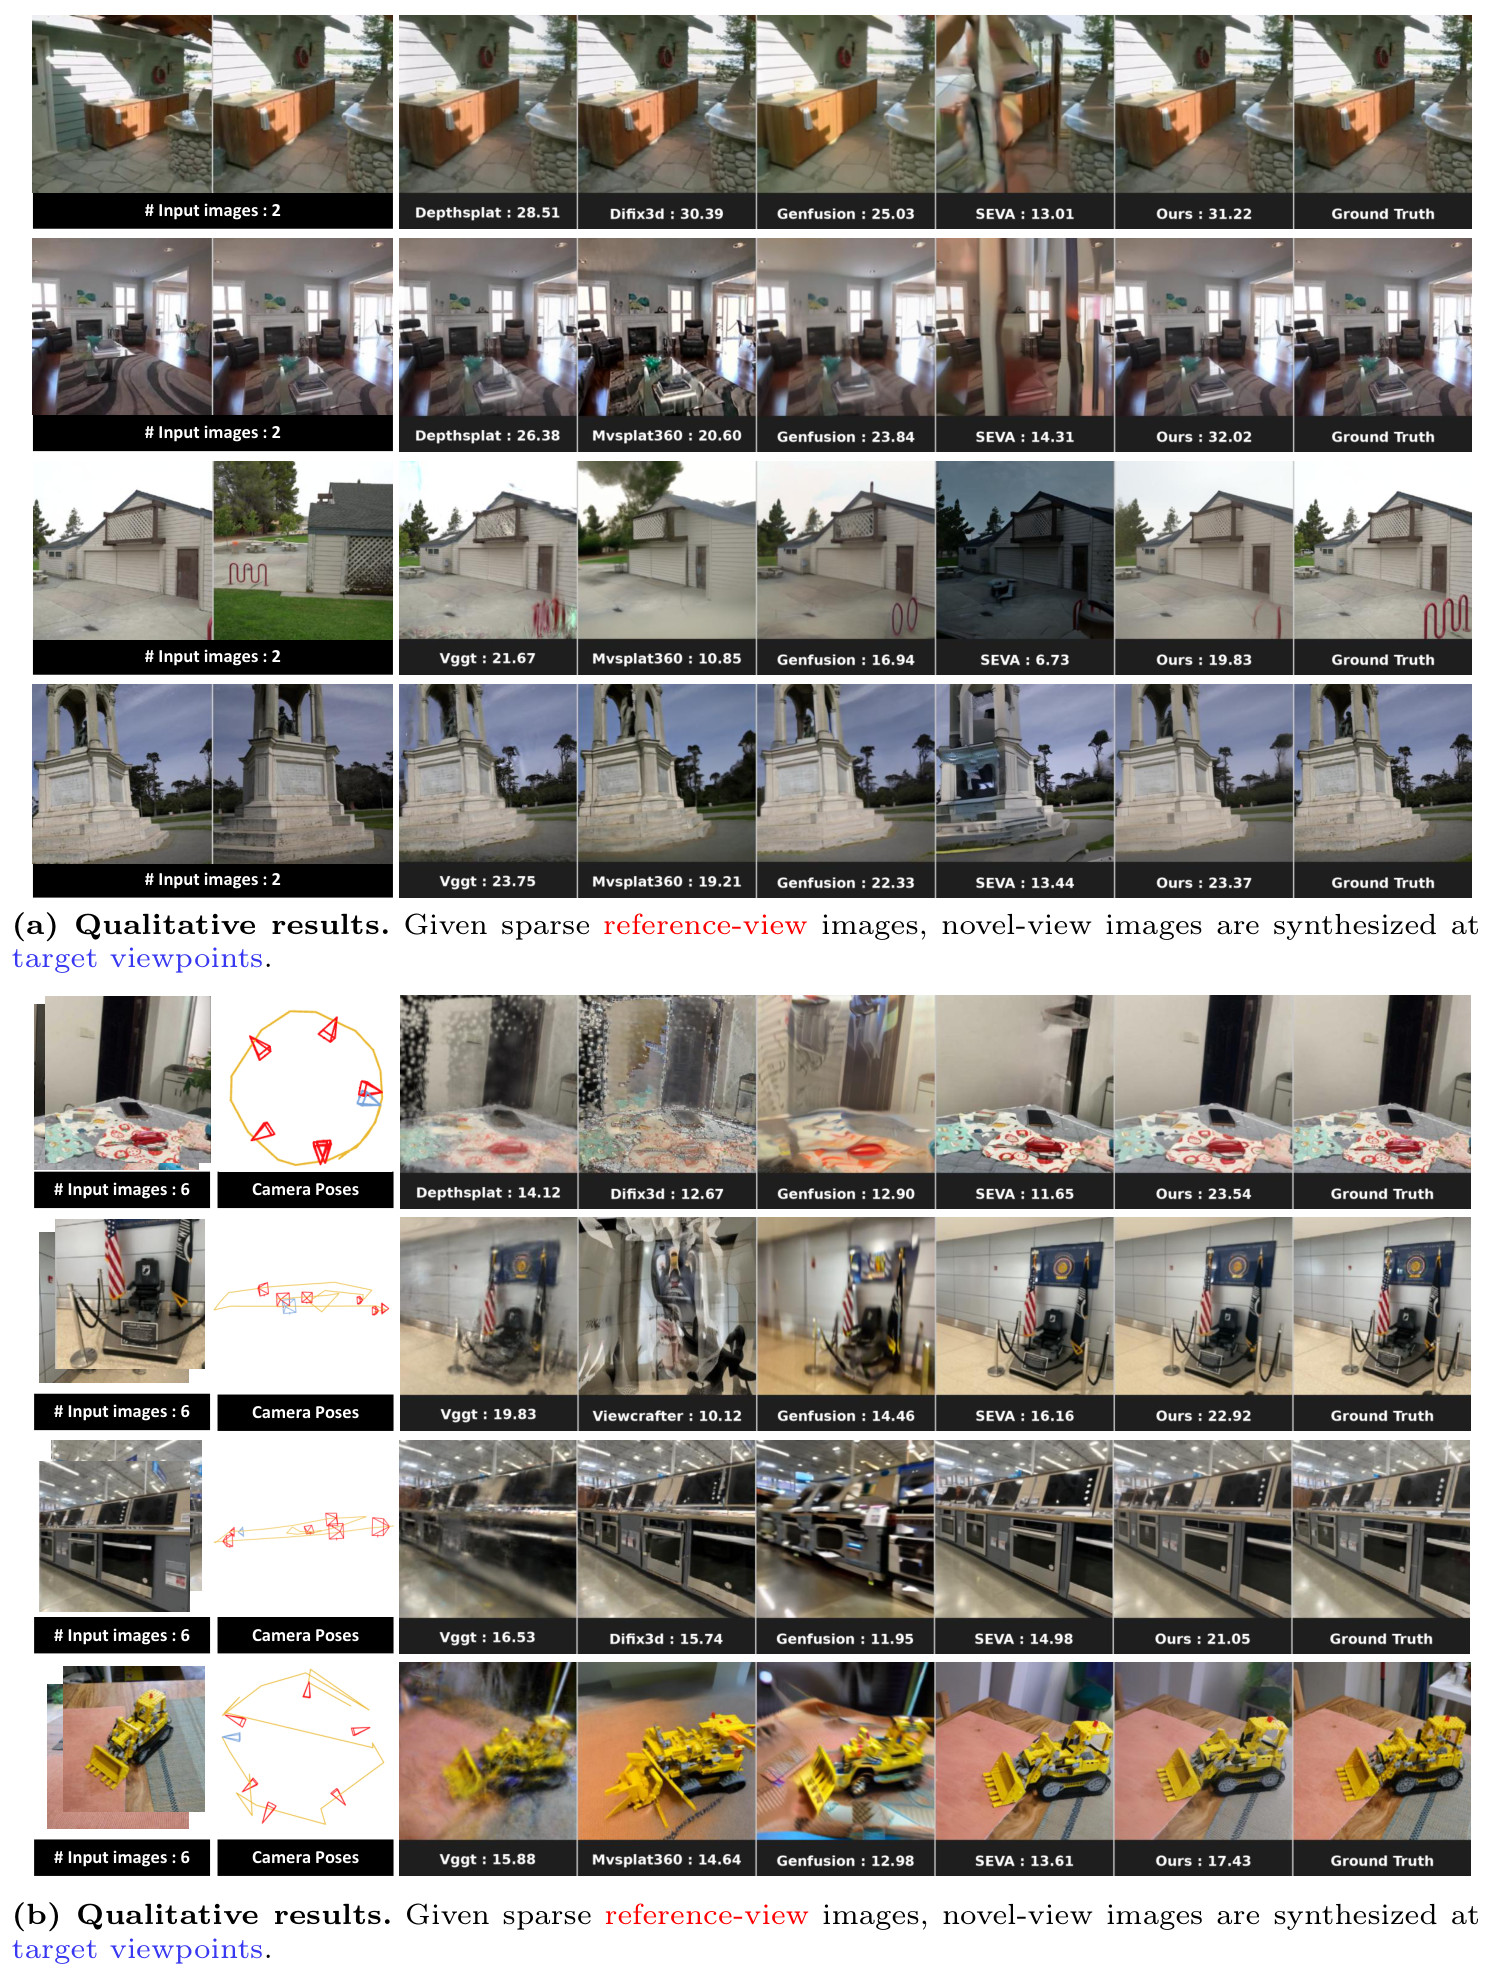 # Input images : 2
Depthsplat : 28.51
Difix3d : 30.39
Genfusion : 25.03
SEVA : 13.01
Ours : 31.22
Ground Truth
# Input images : 2
Depthsplat : 26.38
Mvsplat360 : 20.60
Genfusion : 23.84
SEVA : 14.31
Ours : 32.02
Ground Truth
# Input images : 2
Vggt : 21.67
Mvsplat360 : 10.85
Genfusion : 16.94
SEVA : 6.73
Ours : 19.83
Ground Truth
# Input images : 2
Vggt : 23.75
Mvsplat360 : 19.21
Genfusion : 22.33
SEVA : 13.44
Ours : 23.37
Ground Truth
(a) Qualitative results. Given sparse reference-view images, novel-view images are synthesized at
target viewpoints.
# Input images : 6
Camera Poses
Depthsplat : 14.12
Difix3d : 12.67
Genfusion : 12.90
SEVA : 11.65
Ours : 23.54
Ground Truth
# Input images : 6
Camera Poses
Vggt : 19.83
Viewcrafter : 10.12
Genfusion : 14.46
SEVA : 16.16
Ours : 22.92
Ground Truth
# Input images : 6
Camera Poses
Vggt : 16.53
Difix3d : 15.74
Genfusion : 11.95
SEVA : 14.98
Ours : 21.05
Ground Truth
# Input images : 6
Camera Poses
Vggt : 15.88
Mvsplat360 : 14.64
Genfusion : 12.98
SEVA : 13.61
Ours : 17.43
Ground Truth
(b) Qualitative results. Given sparse reference-view images, novel-view images are synthesized at
target viewpoints.